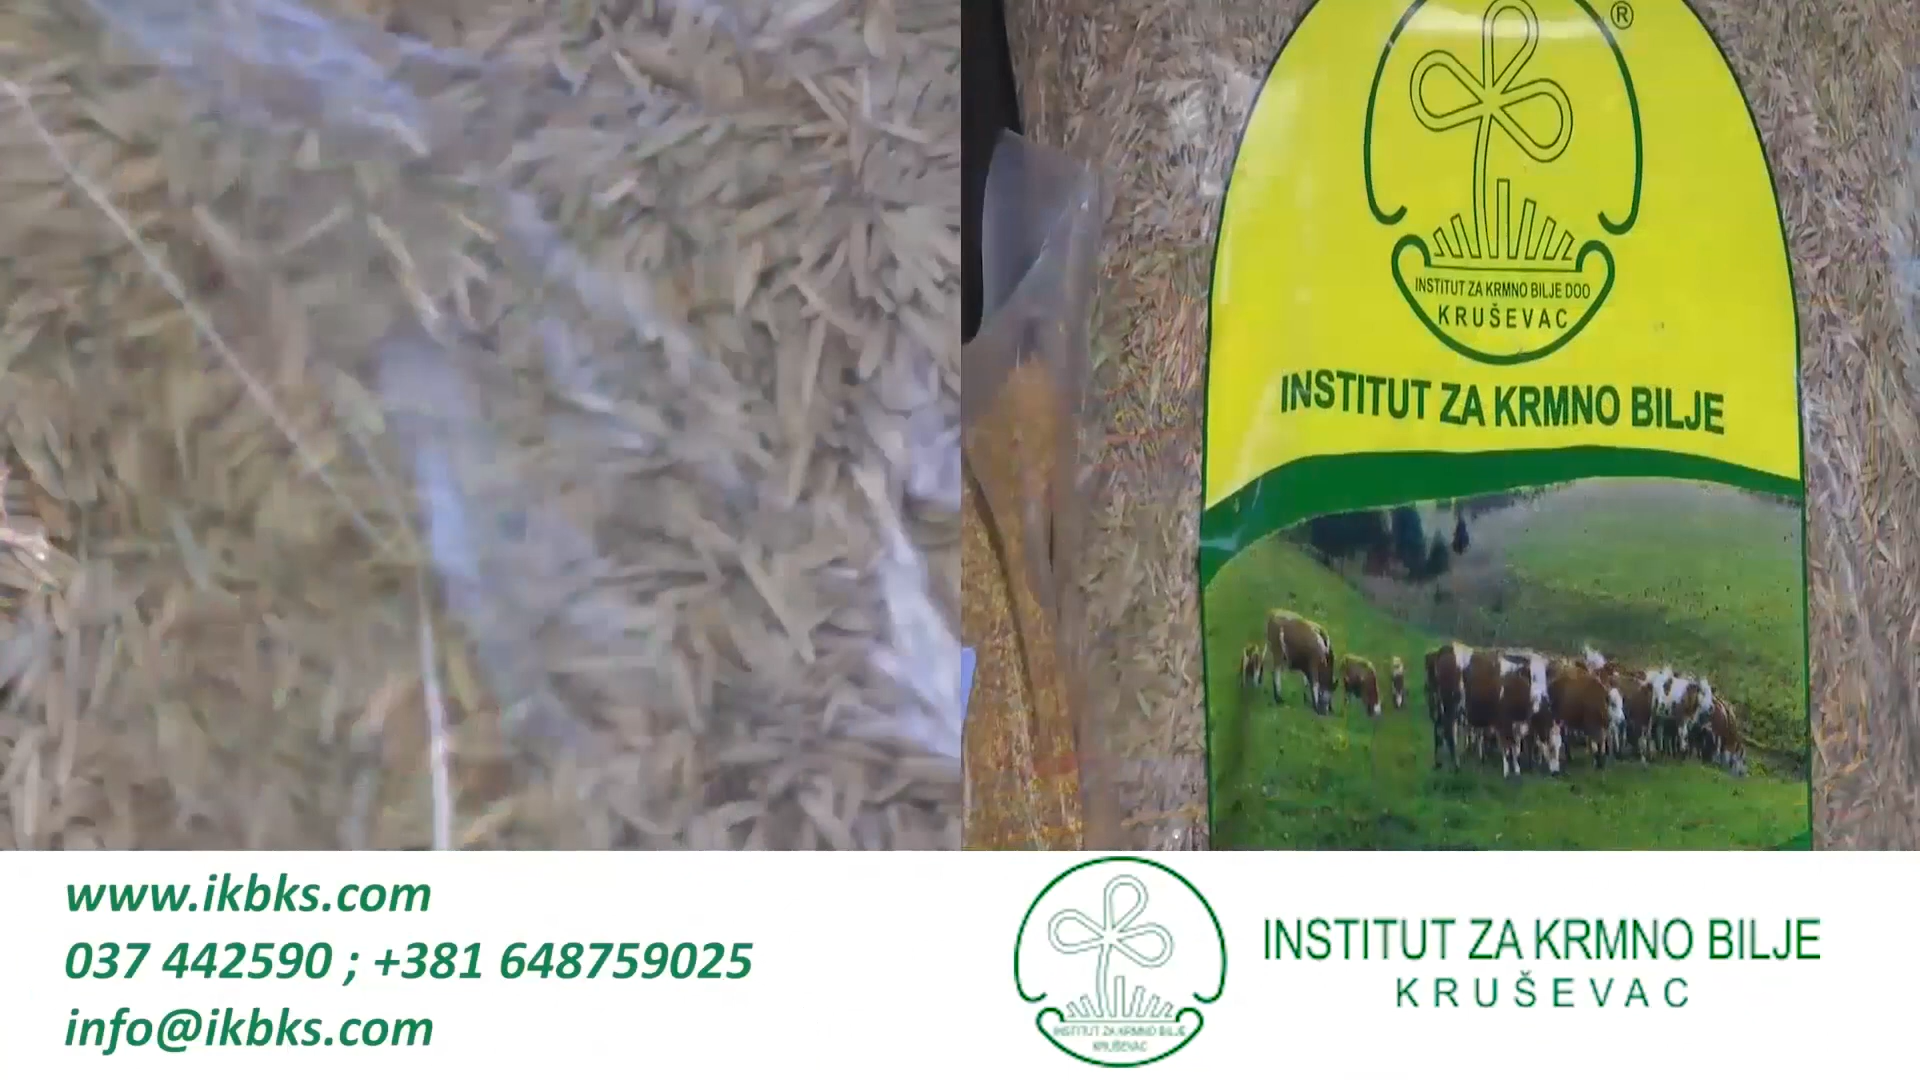 ®
INSTITUT ZA KRMNO BILJE DOO
KRUŠEVAC
INSTITUT ZA KRMNO BILJE
www.ikbks.com
037 442590 ; +381 648759025
info@ikbks.com
INSTITUT ZA KRMNO BILJE
KRUŠEVAC
INSTITUT ZA KRMNO BILJE
KRUŠEVAC